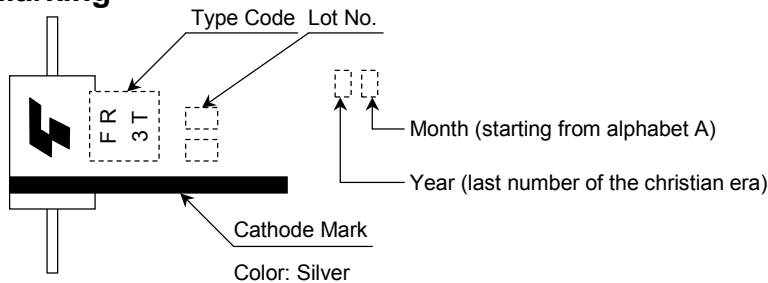 Marking
Type Code
Lot No.
F R
3 T
Month (starting from alphabet A)
Year (last number of the christian era)
Cathode Mark
Color: Silver